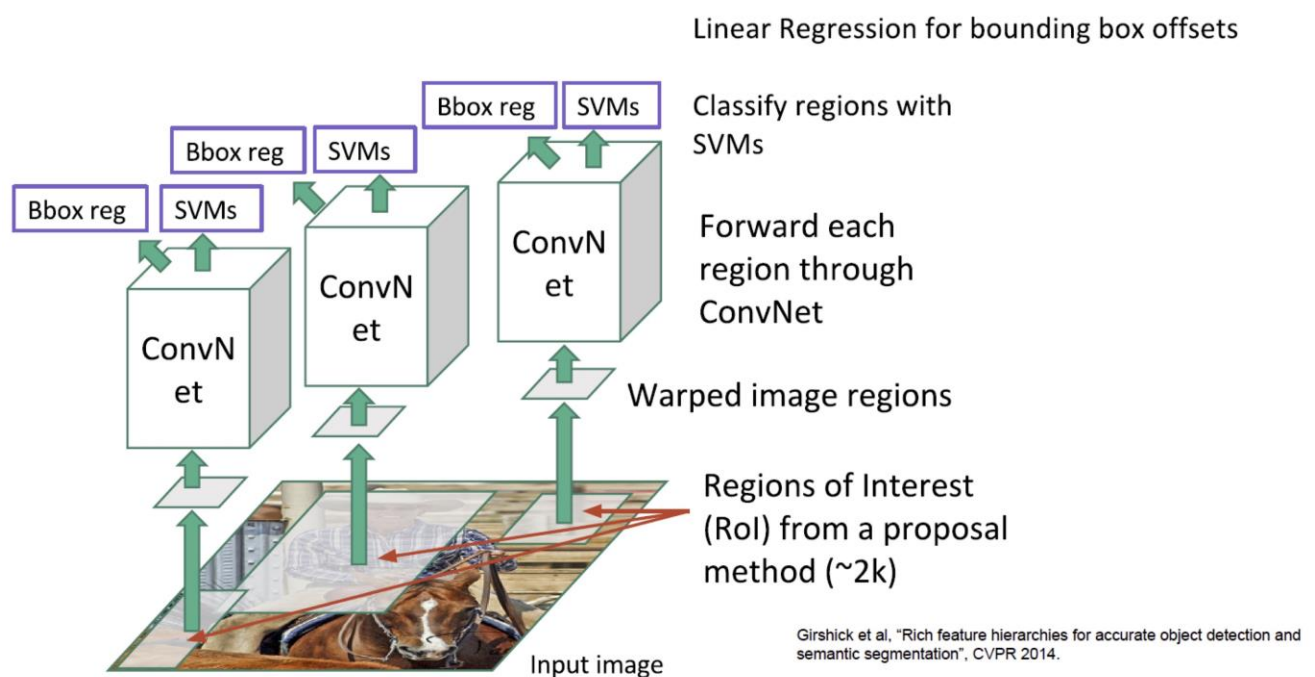 Linear Regression for bounding box offsets
Bbox reg
SVMs
Classify regions with
SVMs
Bbox reg
SVMs
Bbox reg
SVMs
ConvN
et
ConvN
et
ConvN
et
Forward each
region through
ConvNet
Warped image regions
Regions of Interest
(RoI) from a proposal
method (~2k)
Input image
Girshick et al, “Rich feature hierarchies for accurate object detection and
semantic segmentation”, CVPR 2014.